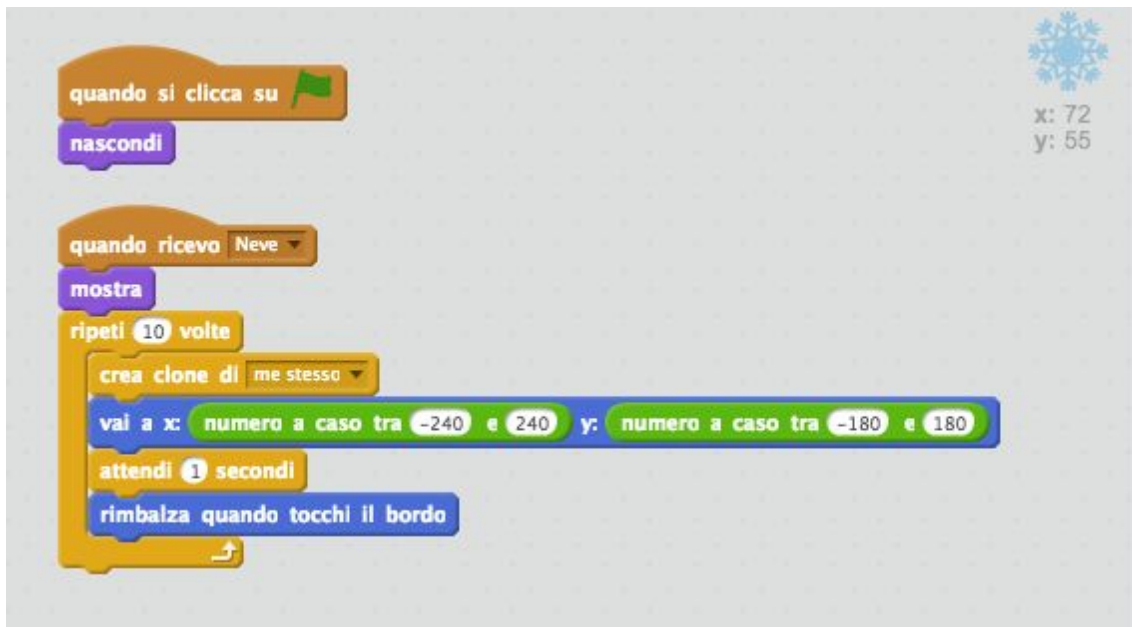 quando si clicca su
nascondi
x: 72
y: 55
quando ricevo Neve
mostra
ripeti 10 volte
crea clone di me stesso
vai a x: numero a caso tra -240 e 240 y: numero a caso tra -180 e 180
attendi 1 secondi
rimbalza quando tocchi il bordo